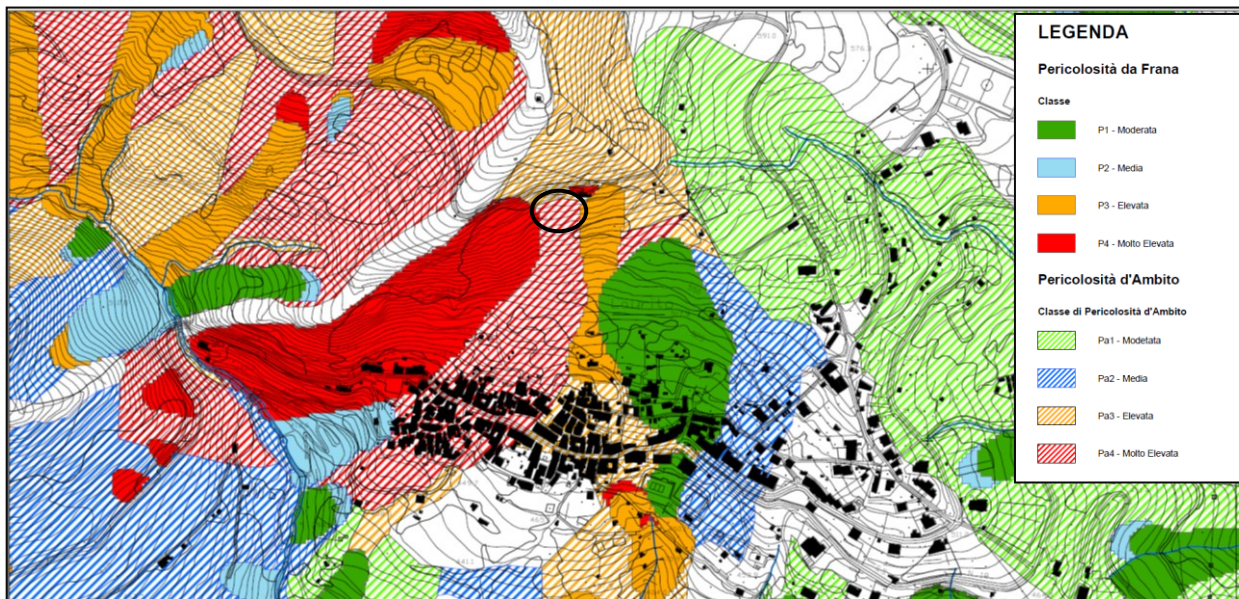 LEGENDA
Pericolosità da Frana
Classe
P1 - Moderata
P2 - Media
P3 - Elevata
P4 - Molto Elevata
Pericolosità d'Ambito
Classe di Pericolosità d'Ambito
Pa1 - Modetata
Pa2 - Media
Pa3 - Elevata
Pa4 - Molto Elevata